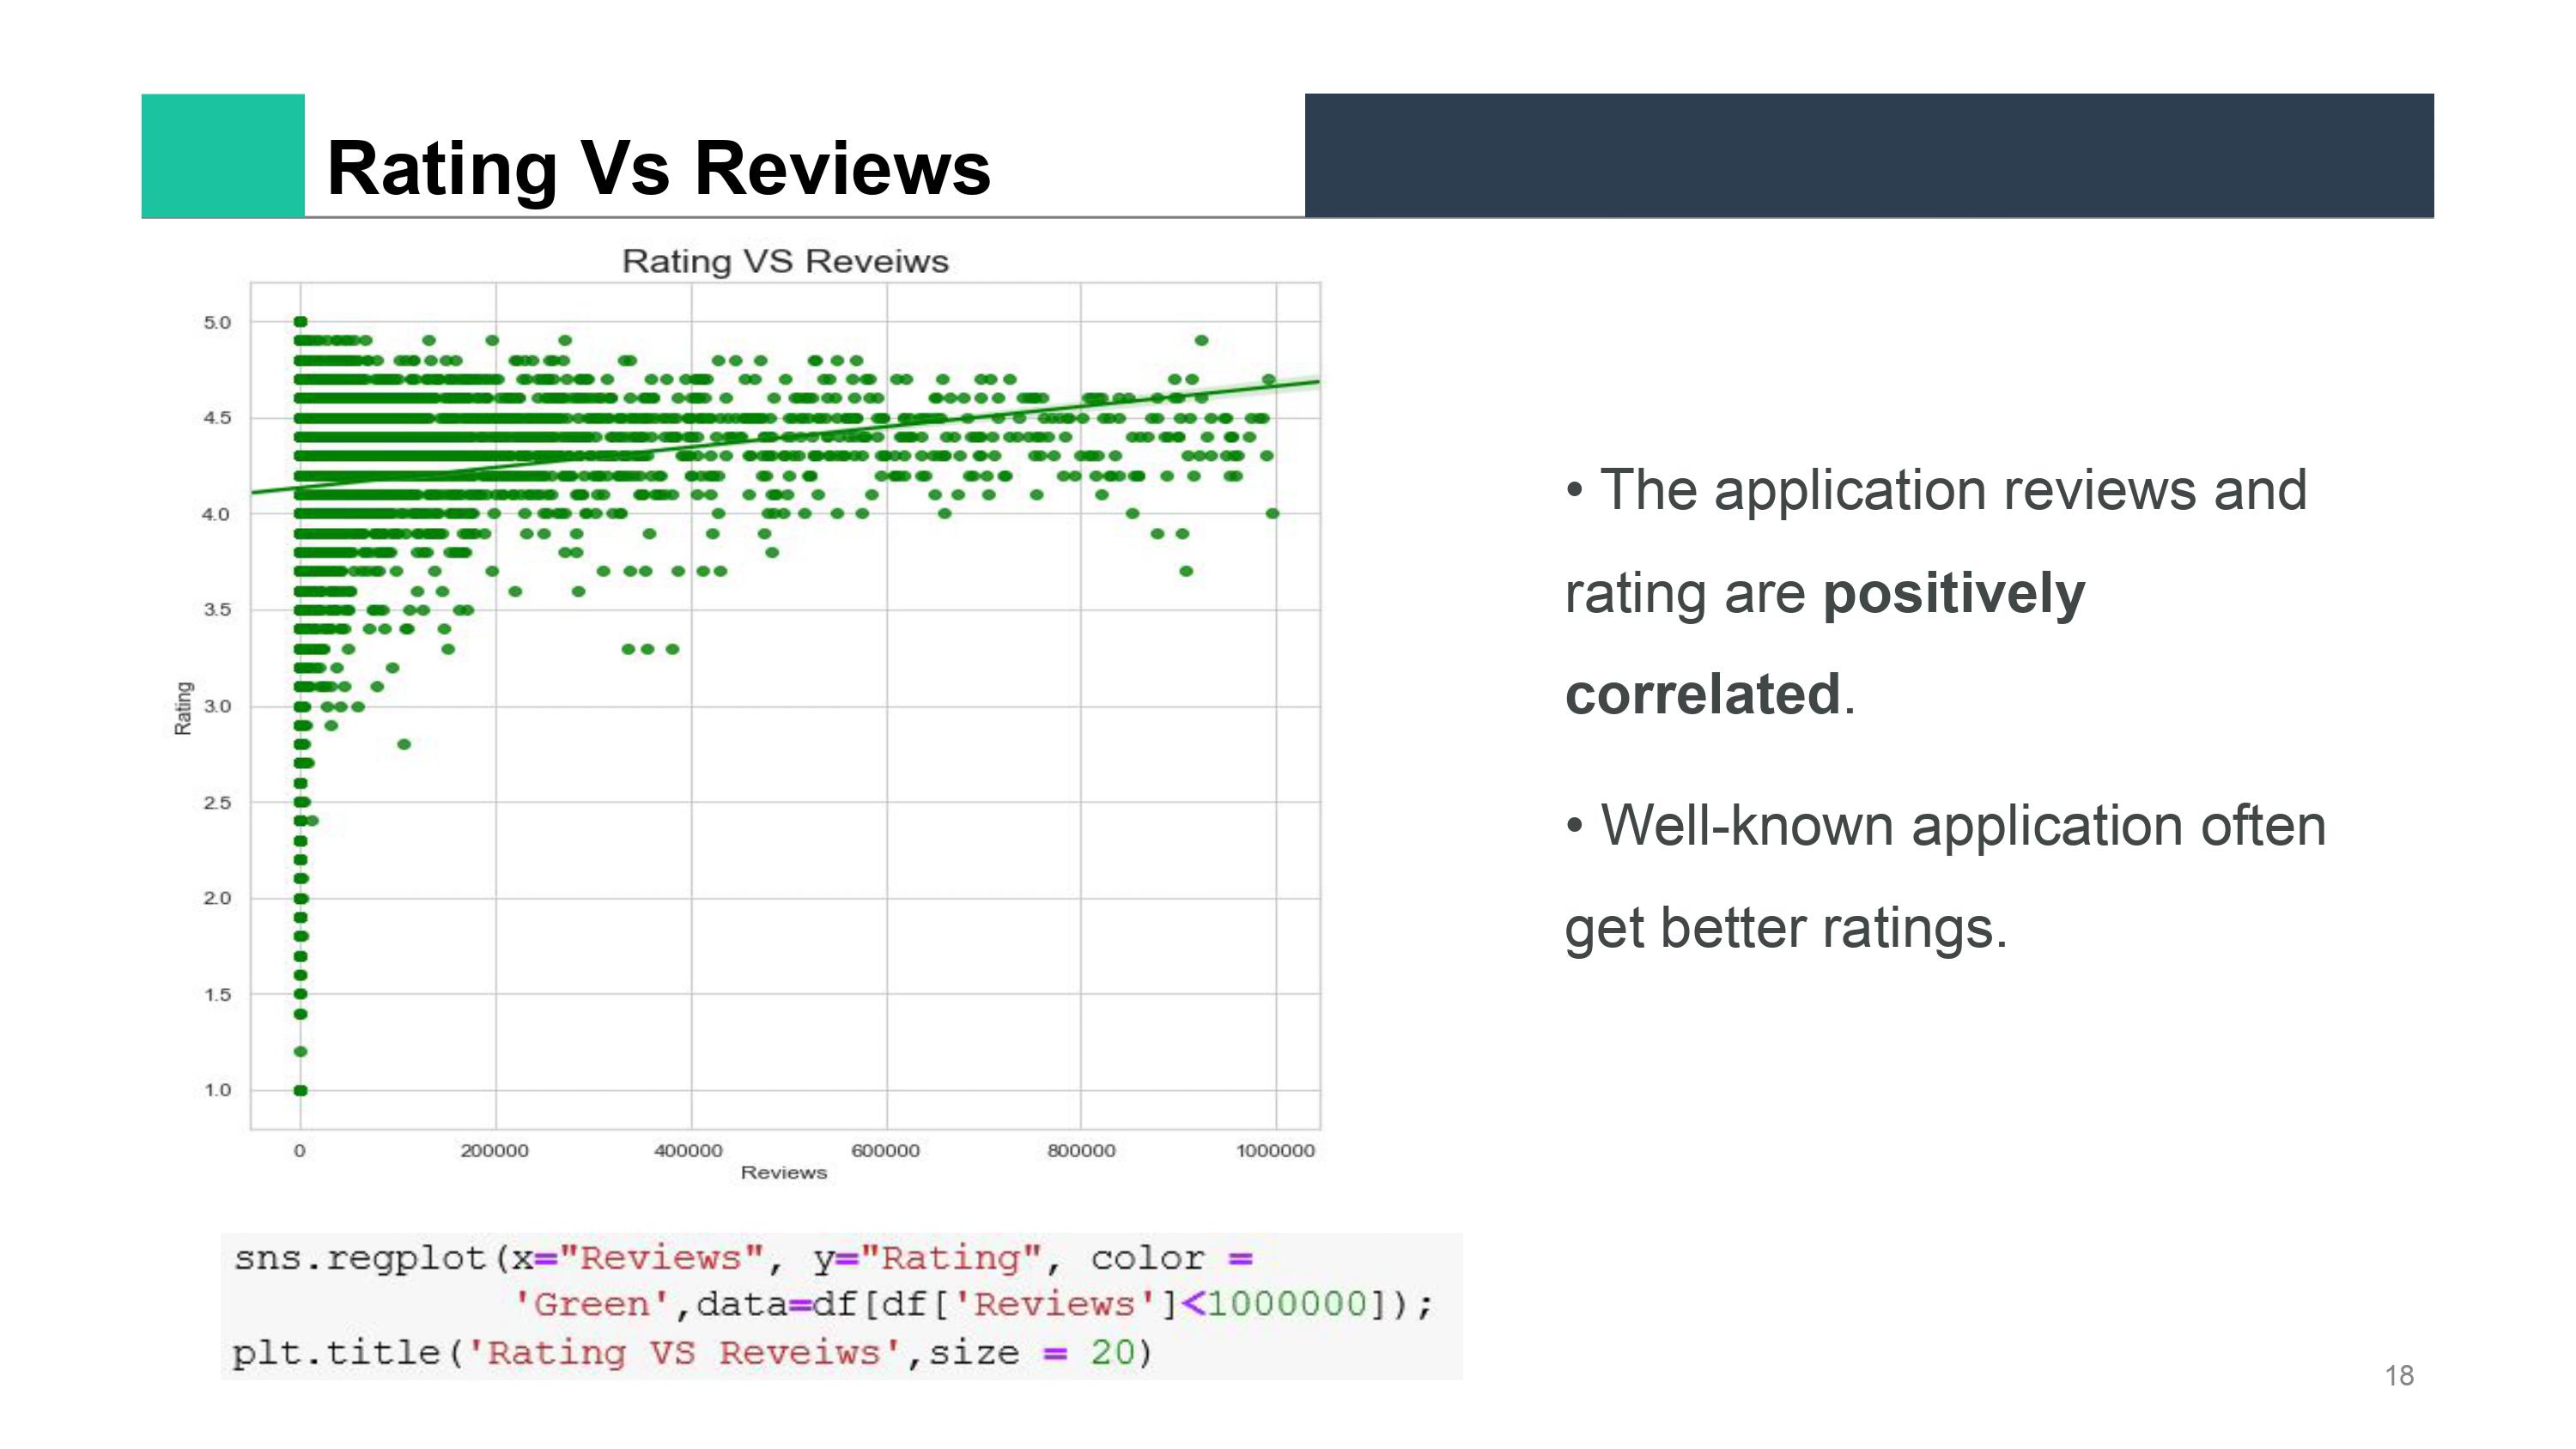 Rating Vs Reviews
Rating VS Reveiws
5.0
4.5
4.0
3.5
3.0
2.5
2.0
1.5
1.0
Rating
0 200000 400000 600000 800000 1000000
Reviews
sns.regplot(x="Reviews", y="Rating", color =
'Green',data=df[df['Reviews']<1000000]);
plt.title('Rating VS Reveiws',size = 20)
• The application reviews and
rating are positively
correlated.
• Well-known application often
get better ratings.
18